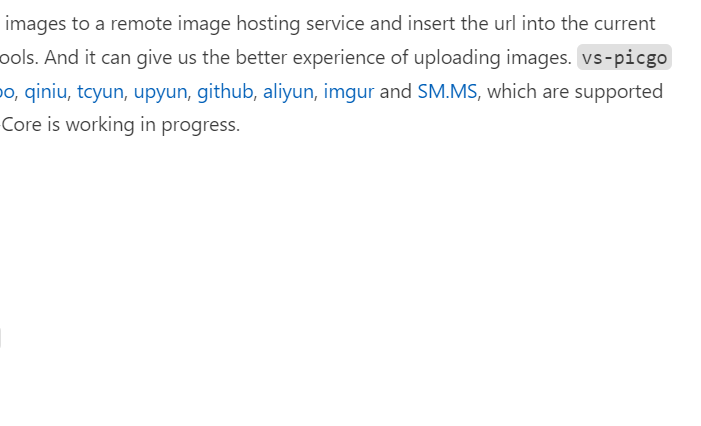 images to a remote image hosting service and insert the url into the current
ools. And it can give us the better experience of uploading images. vs-picgo
o, qiniu, tcyun, upyun, github, aliyun, imgur and SM.MS, which are supported
-Core is working in progress.